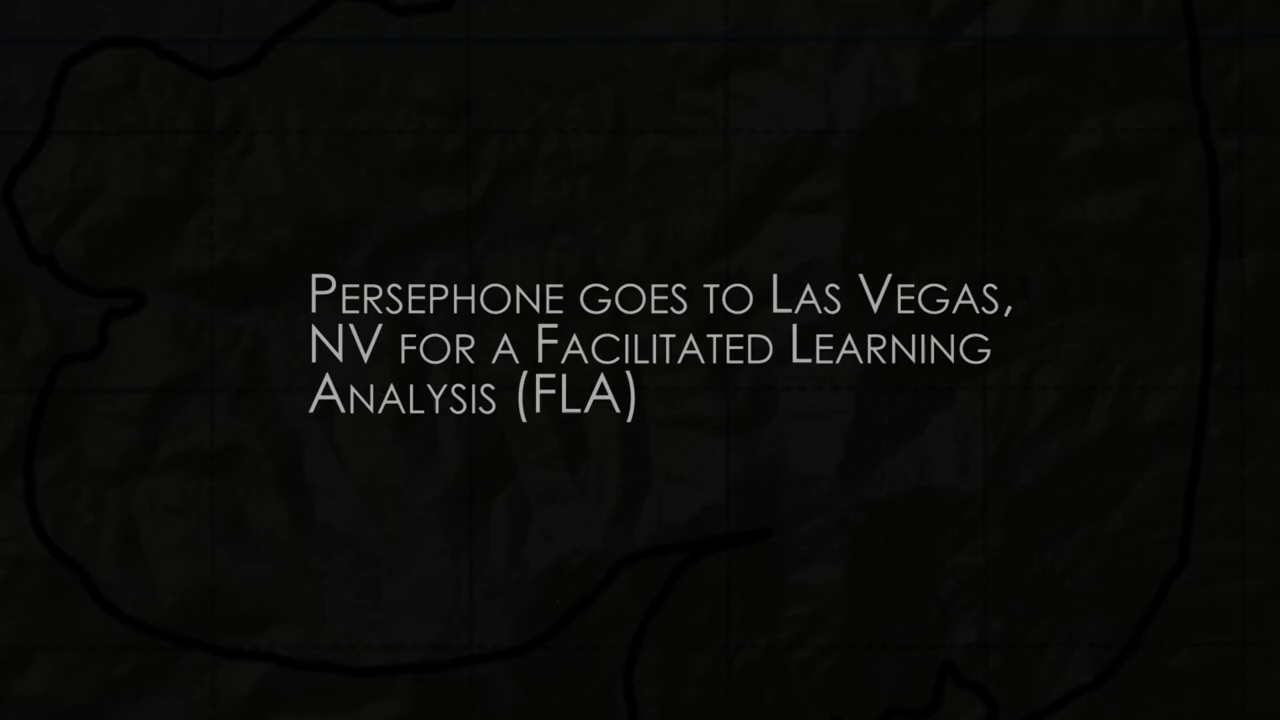 Persephone goes to Las Vegas,
NV for a Facilitated Learning
Analysis (FLA)